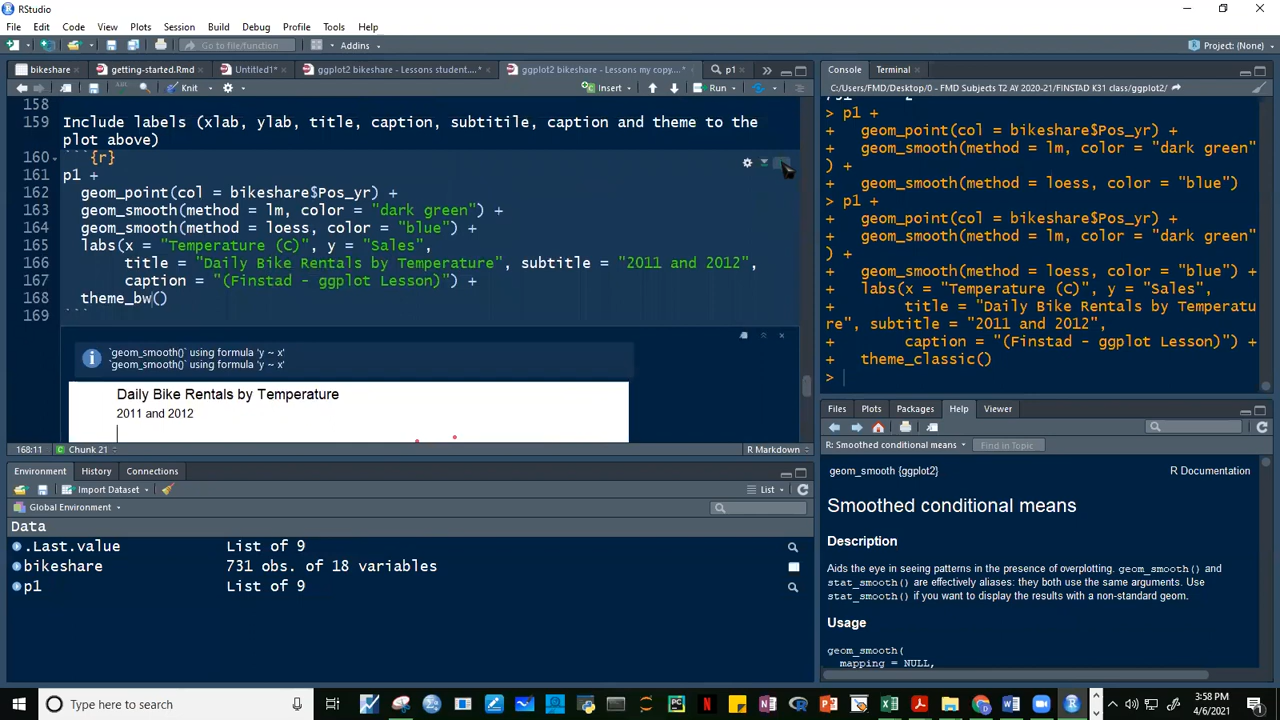 RStudio
File Edit Code View Plots Session Build Debug Profile Tools Help
Go to file/function Addins Project: (None)
bikeshare getting-started.Rmd Untitled1* ggplot2 bikeshare - Lessons student...* ggplot2 bikeshare - Lessons my copy...* p1
Knit Insert Run
158
159 Include labels (xlab, ylab, title, caption, subtitile, caption and theme to the
plot above)
160 ```{r}
161 p1 +
162 geom_point(col = bikeshare$Pos_yr) +
163 geom_smooth(method = lm, color = "dark green") +
164 geom_smooth(method = loess, color = "blue") +
165 labs(x = "Temperature (C)", y = "Sales",
166 title = "Daily Bike Rentals by Temperature", subtitle = "2011 and 2012",
167 caption = "(Finstad - ggplot Lesson)") +
168 theme_bw()
169 ```
`geom_smooth()` using formula 'y ~ x'
`geom_smooth()` using formula 'y ~ x'
Daily Bike Rentals by Temperature
2011 and 2012
168:11 Chunk 21 R Markdown
Environment History Connections
Import Dataset List
Global Environment
Data
.Last.value List of 9
bikeshare 731 obs. of 18 variables
p1 List of 9
Console Terminal
C:/Users/FMD/Desktop/0 - FMD Subjects T2 AY 2020-21/FINSTAD K31 class/ggplot2/
> p1 +
+ geom_point(col = bikeshare$Pos_yr) +
+ geom_smooth(method = lm, color = "dark green"
) +
+ geom_smooth(method = loess, color = "blue")
> p1 +
+ geom_point(col = bikeshare$Pos_yr) +
+ geom_smooth(method = lm, color = "dark green"
) +
+ geom_smooth(method = loess, color = "blue") +
+ labs(x = "Temperature (C)", y = "Sales",
+ title = "Daily Bike Rentals by Temperatu
re", subtitle = "2011 and 2012",
+ caption = "(Finstad - ggplot Lesson)") +
+ theme_classic()
>
Files Plots Packages Help Viewer
R: Smoothed conditional means Find in Topic
geom_smooth {ggplot2} R Documentation
Smoothed conditional means
Description
Aids the eye in seeing patterns in the presence of overplotting. geom_smooth() and
stat_smooth() are effectively aliases: they both use the same arguments. Use
stat_smooth() if you want to display the results with a non-standard geom.
Usage
geom_smooth(
mapping = NULL,
Type here to search
3:58 PM
4/6/2021